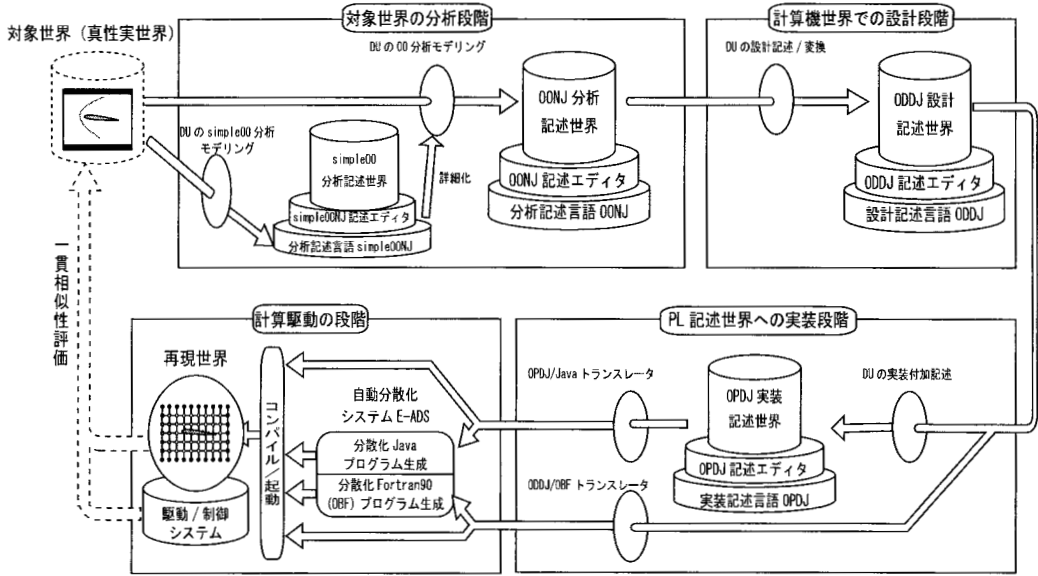 対象世界(真性実世界)
対象世界の分析段階
DUのOO分析モデリング
DUのsimpleOO分析
モデリング
simpleOO
分析記述世界
simpleOONJ記述エディタ
分析記述言語simpleOONJ
詳細化
OONJ分析
記述世界
OONJ記述エディタ
分析記述言語OONJ
計算機世界での設計段階
DUの設計記述/変換
ODDJ設計
記述世界
ODDJ記述エディタ
設計記述言語ODDJ
一貫相似性評価
計算駆動の段階
再現世界
駆動/制御
システム
コンパイル/起動
自動分散化
システムE-ADS
分散化Java
プログラム生成
分散化Fortran90
(OBF)プログラム生成
PL記述世界への実装段階
OPDJ/Javaトランスレータ
ODDJ/OBFトランスレータ
OPDJ実装
記述世界
OPDJ記述エディタ
実装記述言語OPDJ
DUの実装付加記述